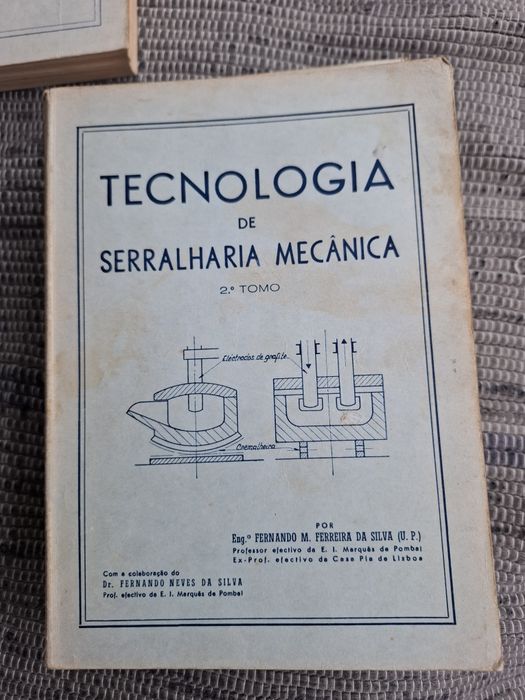 TECNOLOGIA
DE
SERRALHARIA MECÂNICA
2.º TOMO
Eléctrodos de grafite
Cremalheira
POR
Eng.º FERNANDO M. FERREIRA DA SILVA (U. P.)
Professor efectivo da E. I. Marquês de Pombal
Ex-Prof. efectivo da Casa Pia de Lisboa
Com a colaboração do
Dr. FERNANDO NEVES DA SILVA
Prof. efectivo da E. I. Marquês de Pombal